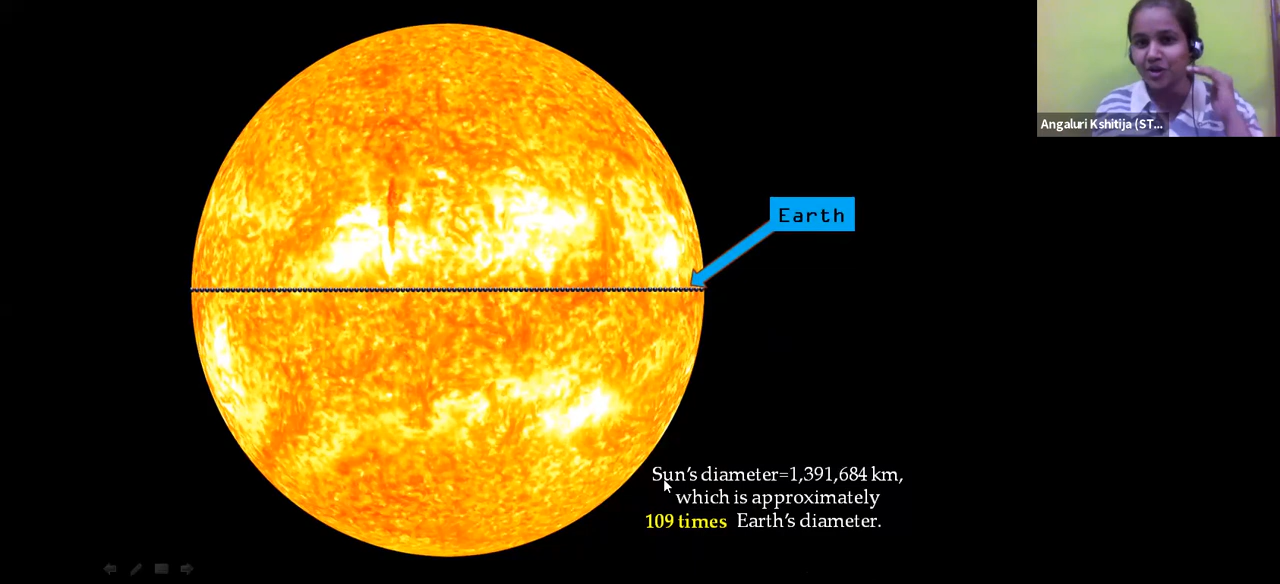 Angaluri Kshitija (ST...
Earth
Sun's diameter=1,391,684 km,
which is approximately
109 times Earth's diameter.